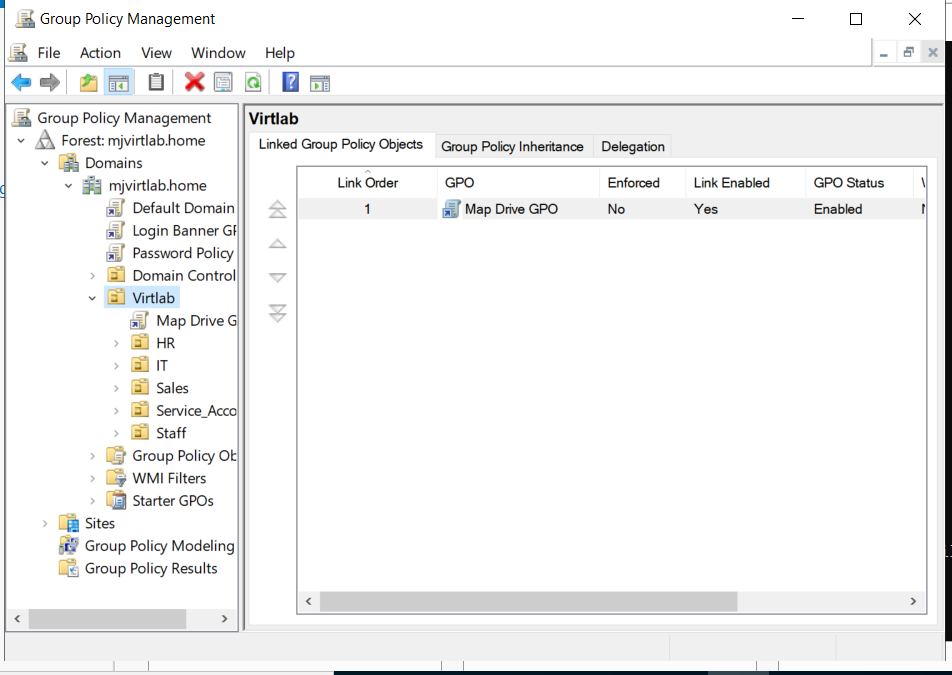 Group Policy Management
File Action View Window Help
Group Policy Management
Forest: mjvirtlab.home
Domains
mjvirtlab.home
Default Domain
Login Banner GP
Password Policy
Domain Control
Virtlab
Map Drive G
HR
IT
Sales
Service_Acco
Staff
Group Policy Ob
WMI Filters
Starter GPOs
Sites
Group Policy Modeling
Group Policy Results
Virtlab
Linked Group Policy Objects Group Policy Inheritance Delegation
Link Order GPO Enforced Link Enabled GPO Status
1 Map Drive GPO No Yes Enabled